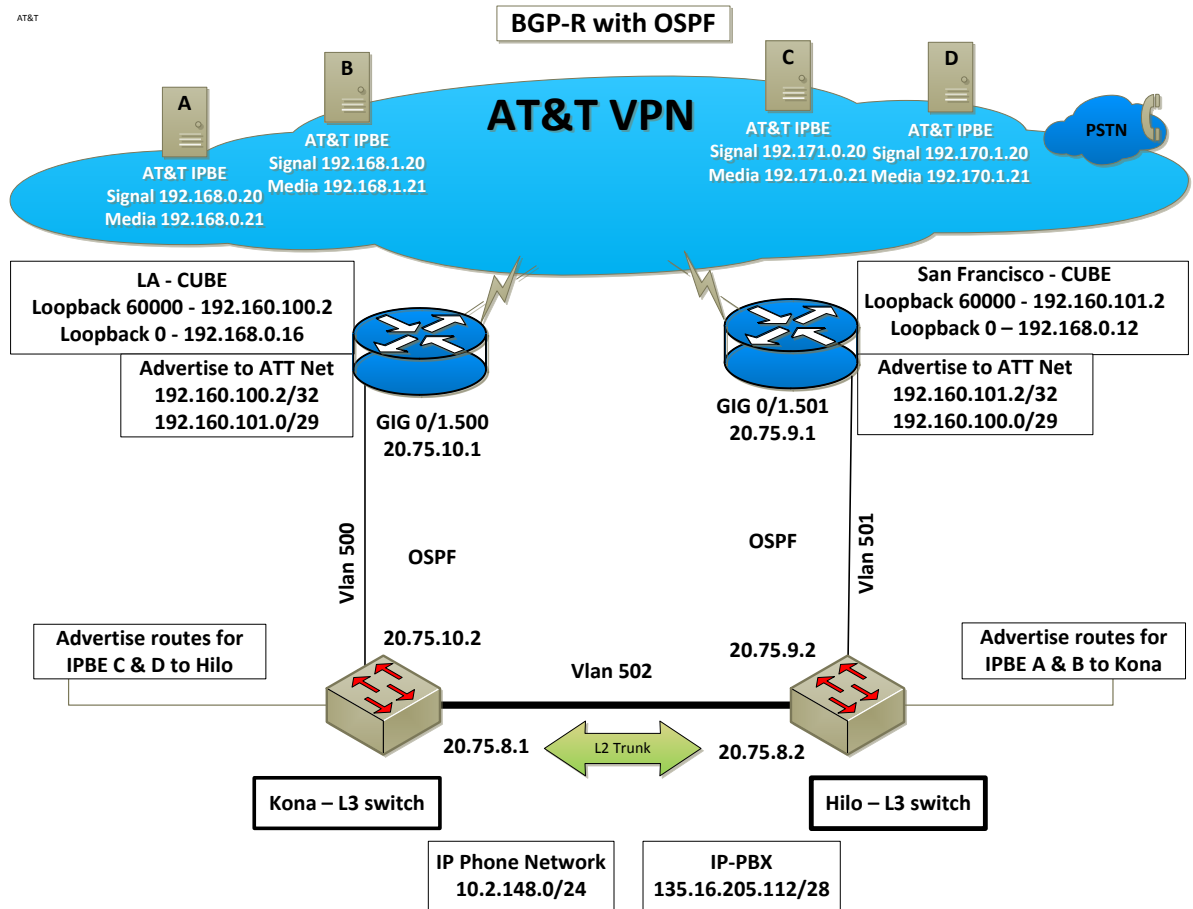 AT&T
BGP-R with OSPF
A
B
C
D
AT&T VPN
PSTN
AT&T IPBE
Signal 192.168.0.20
Media 192.168.0.21
AT&T IPBE
Signal 192.168.1.20
Media 192.168.1.21
AT&T IPBE
Signal 192.171.0.20
Media 192.171.0.21
AT&T IPBE
Signal 192.170.1.20
Media 192.170.1.21
LA - CUBE
Loopback 60000 - 192.160.100.2
Loopback 0 - 192.168.0.16
San Francisco - CUBE
Loopback 60000 - 192.160.101.2
Loopback 0 – 192.168.0.12
Advertise to ATT Net
192.160.100.2/32
192.160.101.0/29
Advertise to ATT Net
192.160.101.2/32
192.160.100.0/29
GIG 0/1.500
20.75.10.1
GIG 0/1.501
20.75.9.1
Vlan 500
OSPF
OSPF
Vlan 501
Advertise routes for
IPBE C & D to Hilo
20.75.10.2
Vlan 502
20.75.9.2
Advertise routes for
IPBE A & B to Kona
20.75.8.1
L2 Trunk
20.75.8.2
Kona – L3 switch
Hilo – L3 switch
IP Phone Network
10.2.148.0/24
IP-PBX
135.16.205.112/28